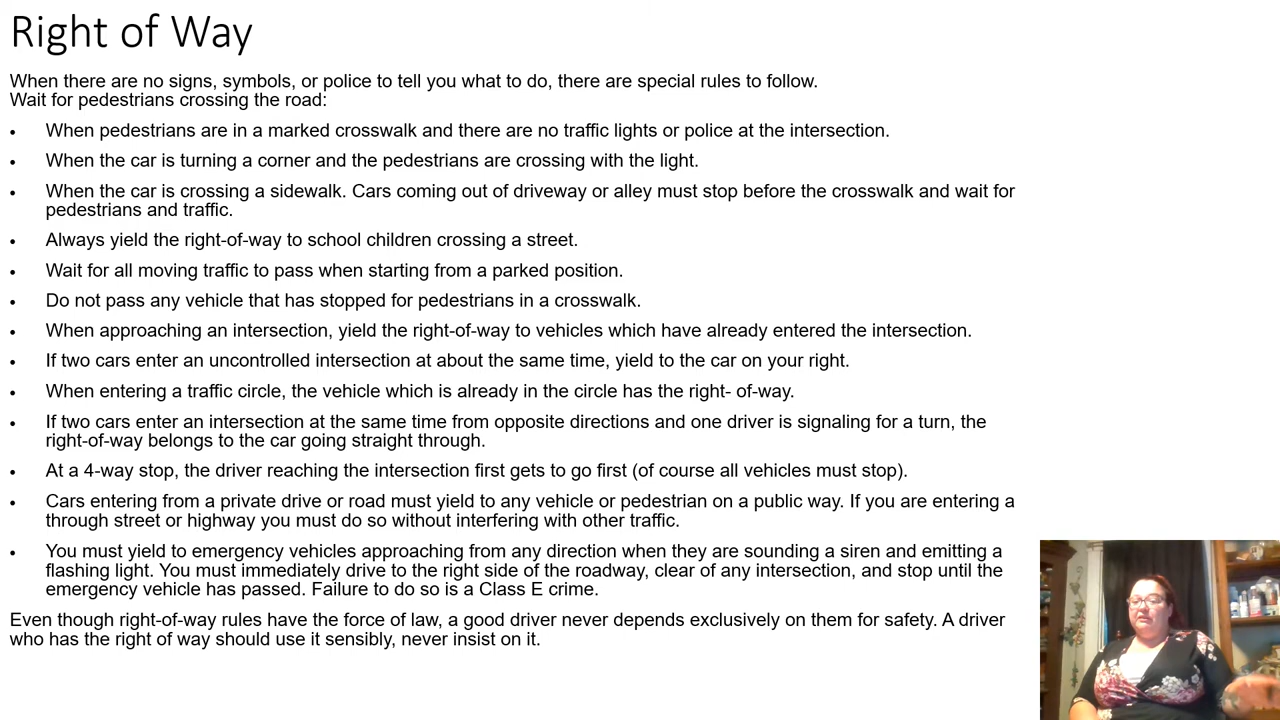 Right of Way
When there are no signs, symbols, or police to tell you what to do, there are special rules to follow.
Wait for pedestrians crossing the road:
• When pedestrians are in a marked crosswalk and there are no traffic lights or police at the intersection.
• When the car is turning a corner and the pedestrians are crossing with the light.
• When the car is crossing a sidewalk. Cars coming out of driveway or alley must stop before the crosswalk and wait for
pedestrians and traffic.
• Always yield the right-of-way to school children crossing a street.
• Wait for all moving traffic to pass when starting from a parked position.
• Do not pass any vehicle that has stopped for pedestrians in a crosswalk.
• When approaching an intersection, yield the right-of-way to vehicles which have already entered the intersection.
• If two cars enter an uncontrolled intersection at about the same time, yield to the car on your right.
• When entering a traffic circle, the vehicle which is already in the circle has the right- of-way.
• If two cars enter an intersection at the same time from opposite directions and one driver is signaling for a turn, the
right-of-way belongs to the car going straight through.
• At a 4-way stop, the driver reaching the intersection first gets to go first (of course all vehicles must stop).
• Cars entering from a private drive or road must yield to any vehicle or pedestrian on a public way. If you are entering a
through street or highway you must do so without interfering with other traffic.
• You must yield to emergency vehicles approaching from any direction when they are sounding a siren and emitting a
flashing light. You must immediately drive to the right side of the roadway, clear of any intersection, and stop until the
emergency vehicle has passed. Failure to do so is a Class E crime.
Even though right-of-way rules have the force of law, a good driver never depends exclusively on them for safety. A driver
who has the right of way should use it sensibly, never insist on it.